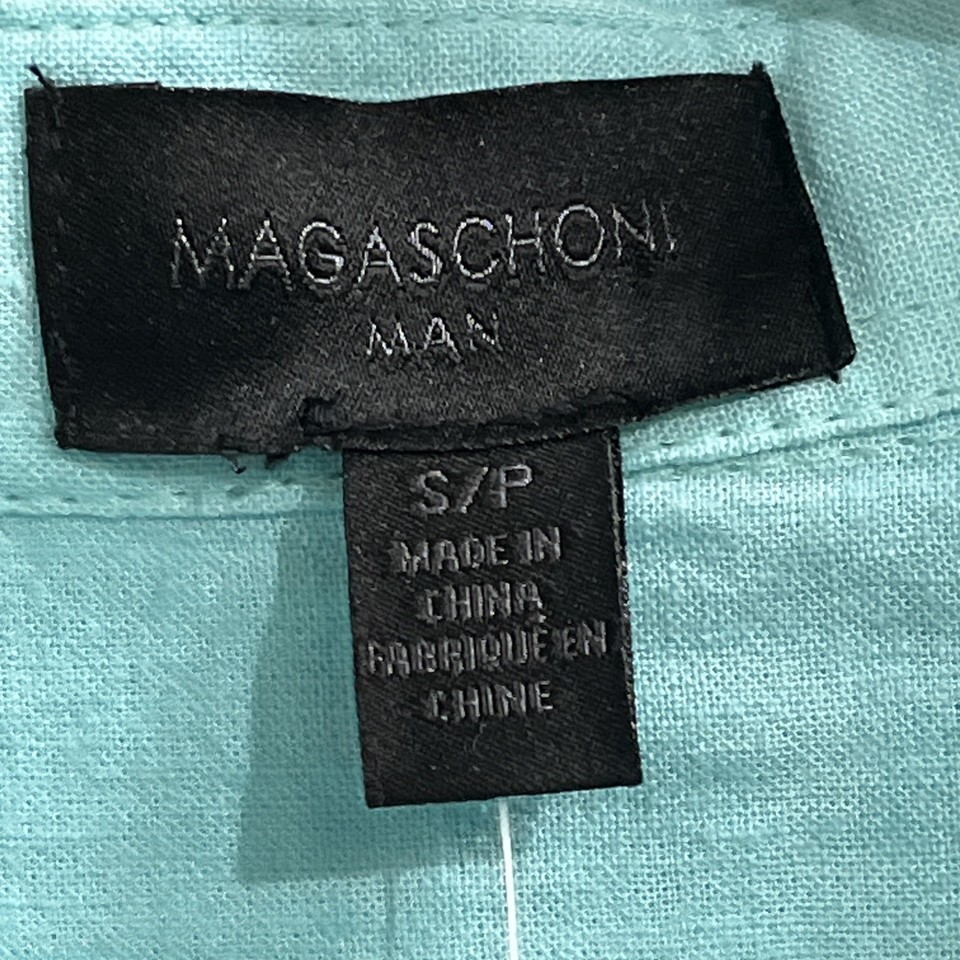 MAGASCHONI
MAN
S/P
MADE IN
CHINA
FABRIQUE EN
CHINE